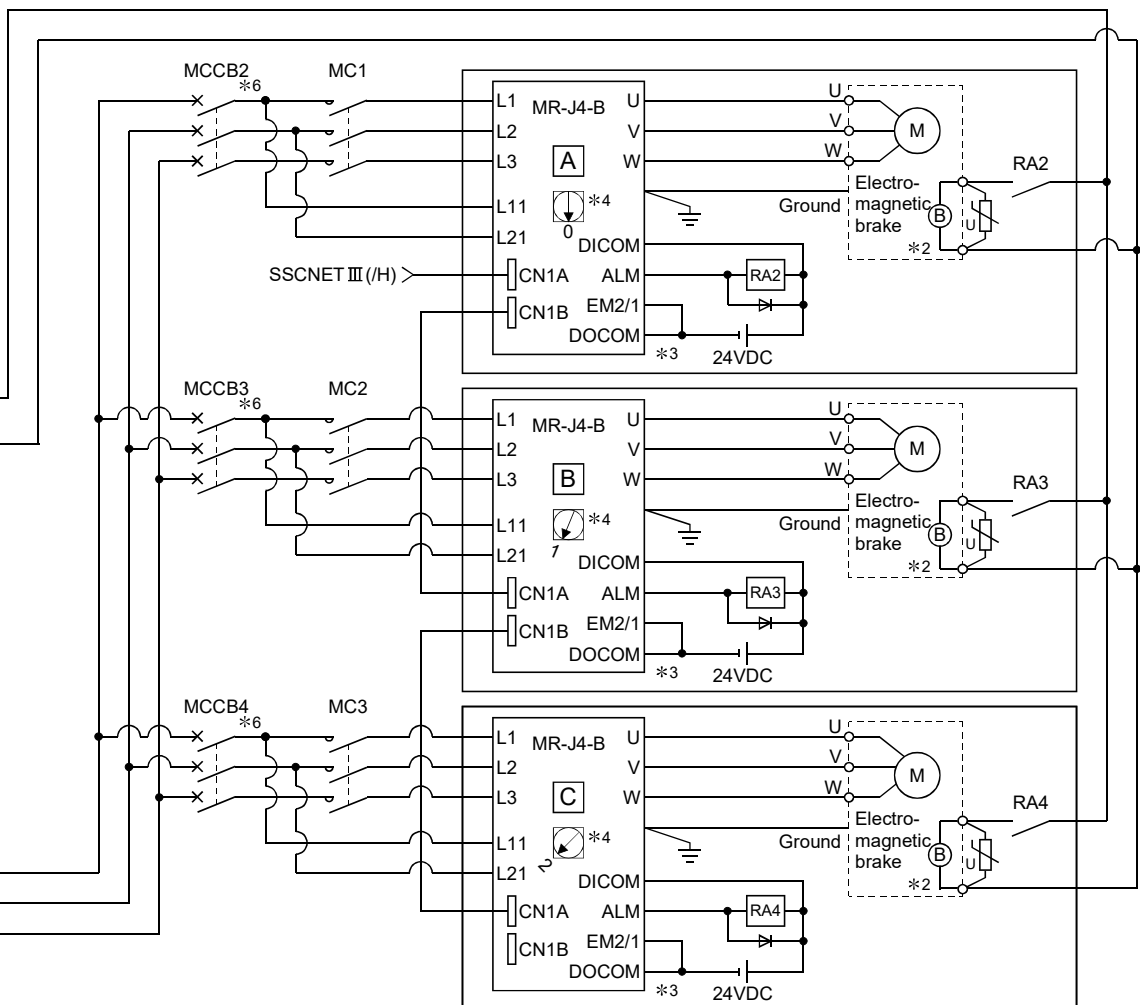 MCCB2
*6
MC1
L1
MR-J4-B
U
L2
V
L3
A
W
L11
*4
0
L21
Ground
DICOM
SSCNETⅢ(/H)
CN1A
ALM
RA2
CN1B
EM2/1
DOCOM
*3
24VDC
U
V
W
M
Electro-
magnetic
brake
B
U
*2
RA2
MCCB3
*6
MC2
L1
MR-J4-B
U
L2
V
L3
B
W
L11
*4
1
L21
Ground
DICOM
CN1A
ALM
RA3
CN1B
EM2/1
DOCOM
*3
24VDC
U
V
W
M
Electro-
magnetic
brake
B
U
*2
RA3
MCCB4
*6
MC3
L1
MR-J4-B
U
L2
V
L3
C
W
L11
*4
2
L21
Ground
DICOM
CN1A
ALM
RA4
CN1B
EM2/1
DOCOM
*3
24VDC
U
V
W
M
Electro-
magnetic
brake
B
U
*2
RA4